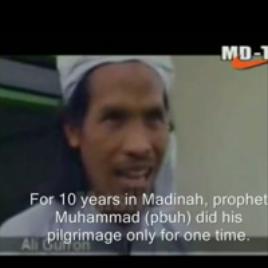 MD-T
For 10 years in Madinah, prophet
Muhammad (pbuh) did his
pilgrimage only for one time.
Ali Gufron